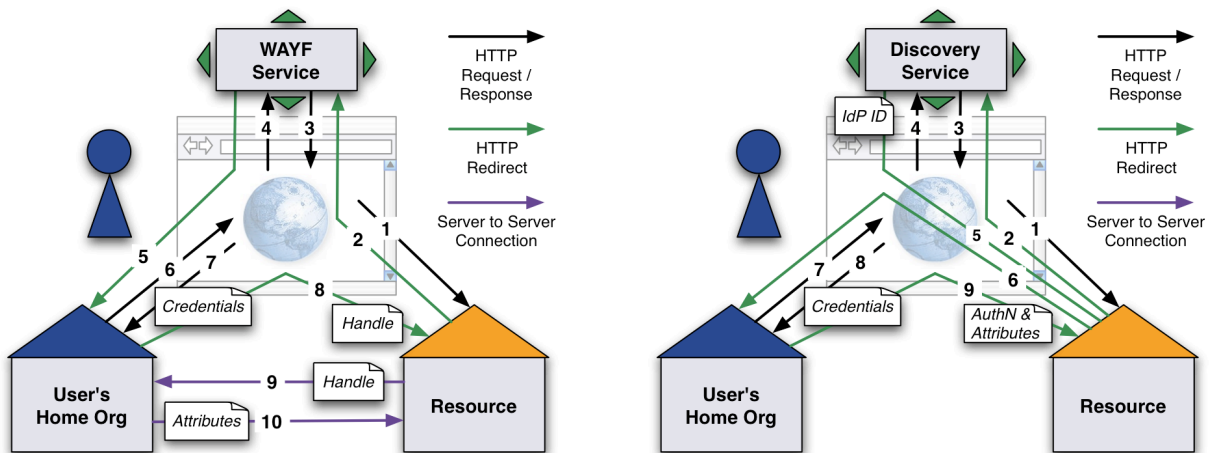 WAYF
Service
HTTP
Request /
Response
4
3
HTTP
Redirect
1
2
Server to Server
Connection
5
6
7
8
Credentials
Handle
User's
Home Org
9
Handle
Resource
Attributes
10
Discovery
Service
HTTP
Request /
Response
IdP ID
4
3
HTTP
Redirect
1
5
2
Server to Server
Connection
7
8
6
9
Credentials
AuthN &
Attributes
User's
Home Org
Resource